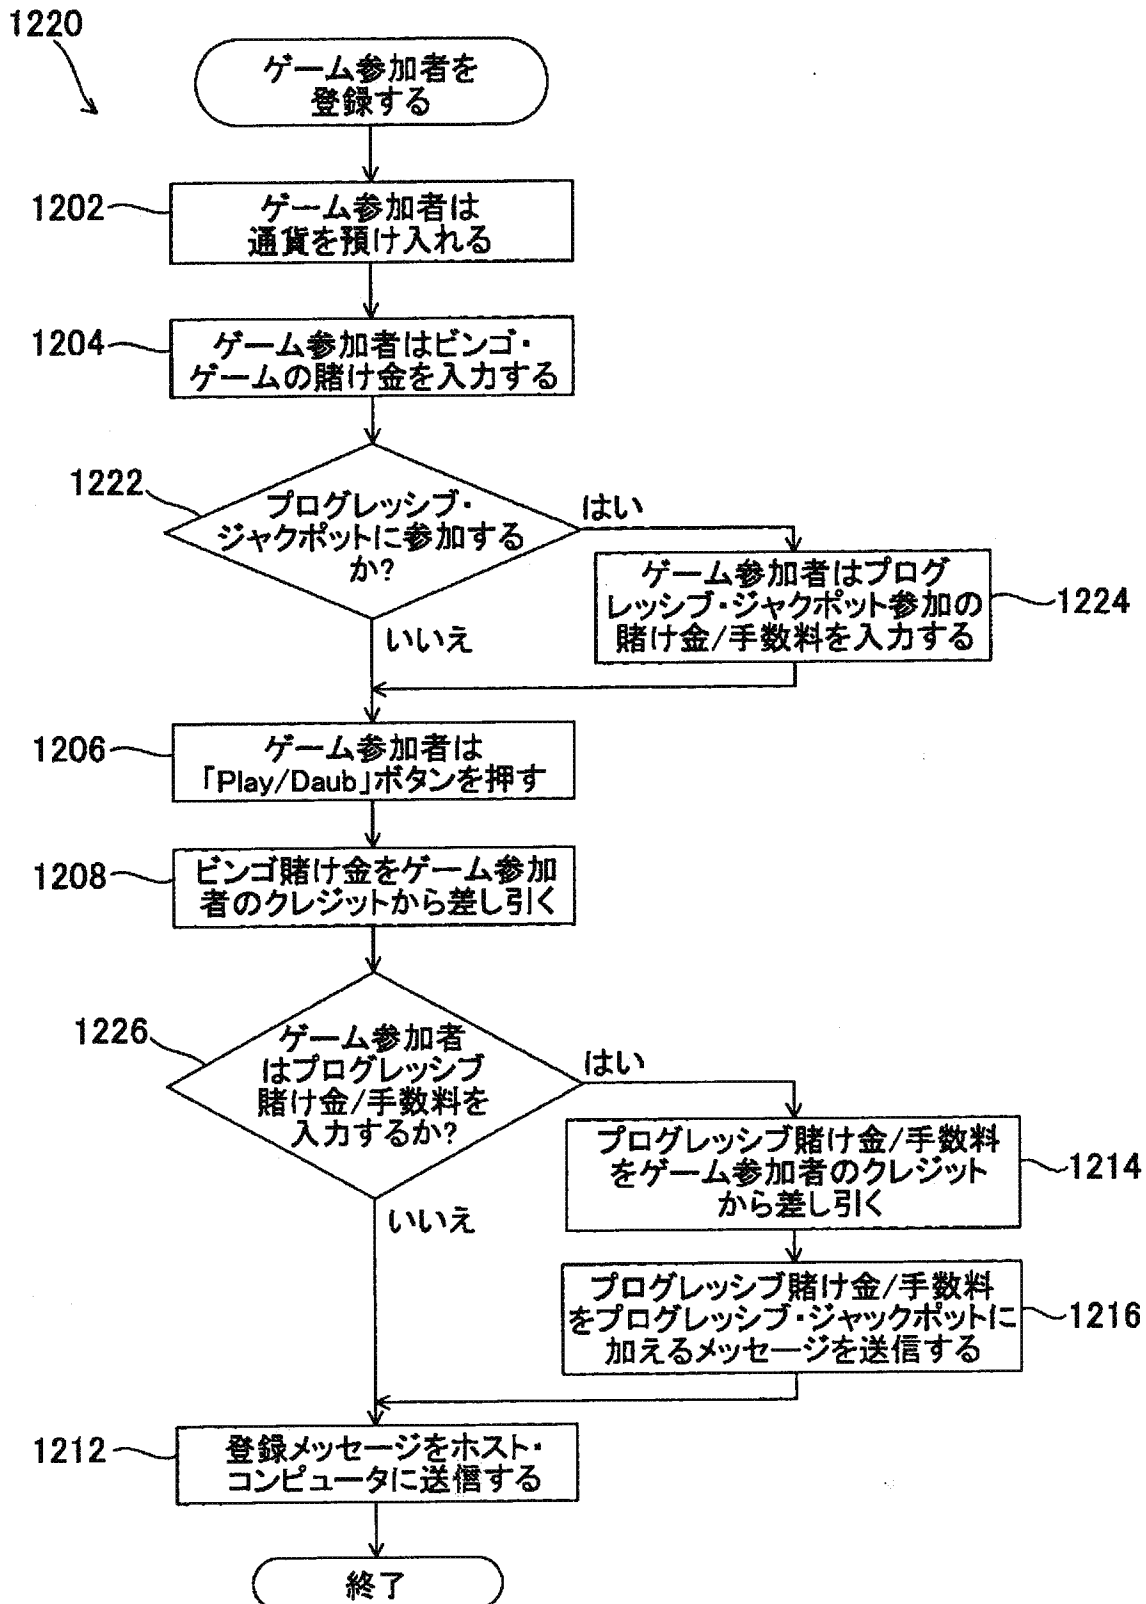 1220
ゲーム参加者を
登録する
1202
ゲーム参加者は
通貨を預け入れる
1204
ゲーム参加者はビンゴ・
ゲームの賭け金を入力する
1222
プログレッシブ・
ジャクポットに参加する
か?
はい
いいえ
ゲーム参加者はプログ
レッシブ・ジャクポット参加の
賭け金/手数料を入力する
1224
1206
ゲーム参加者は
「Play/Daub」ボタンを押す
1208
ビンゴ賭け金をゲーム参加
者のクレジットから差し引く
1226
ゲーム参加者
はプログレッシブ
賭け金/手数料を
入力するか?
はい
いいえ
プログレッシブ賭け金/手数料
をゲーム参加者のクレジット
から差し引く
1214
プログレッシブ賭け金/手数料
をプログレッシブ・ジャックポットに
加えるメッセージを送信する
1216
1212
登録メッセージをホスト・
コンピュータに送信する
終了